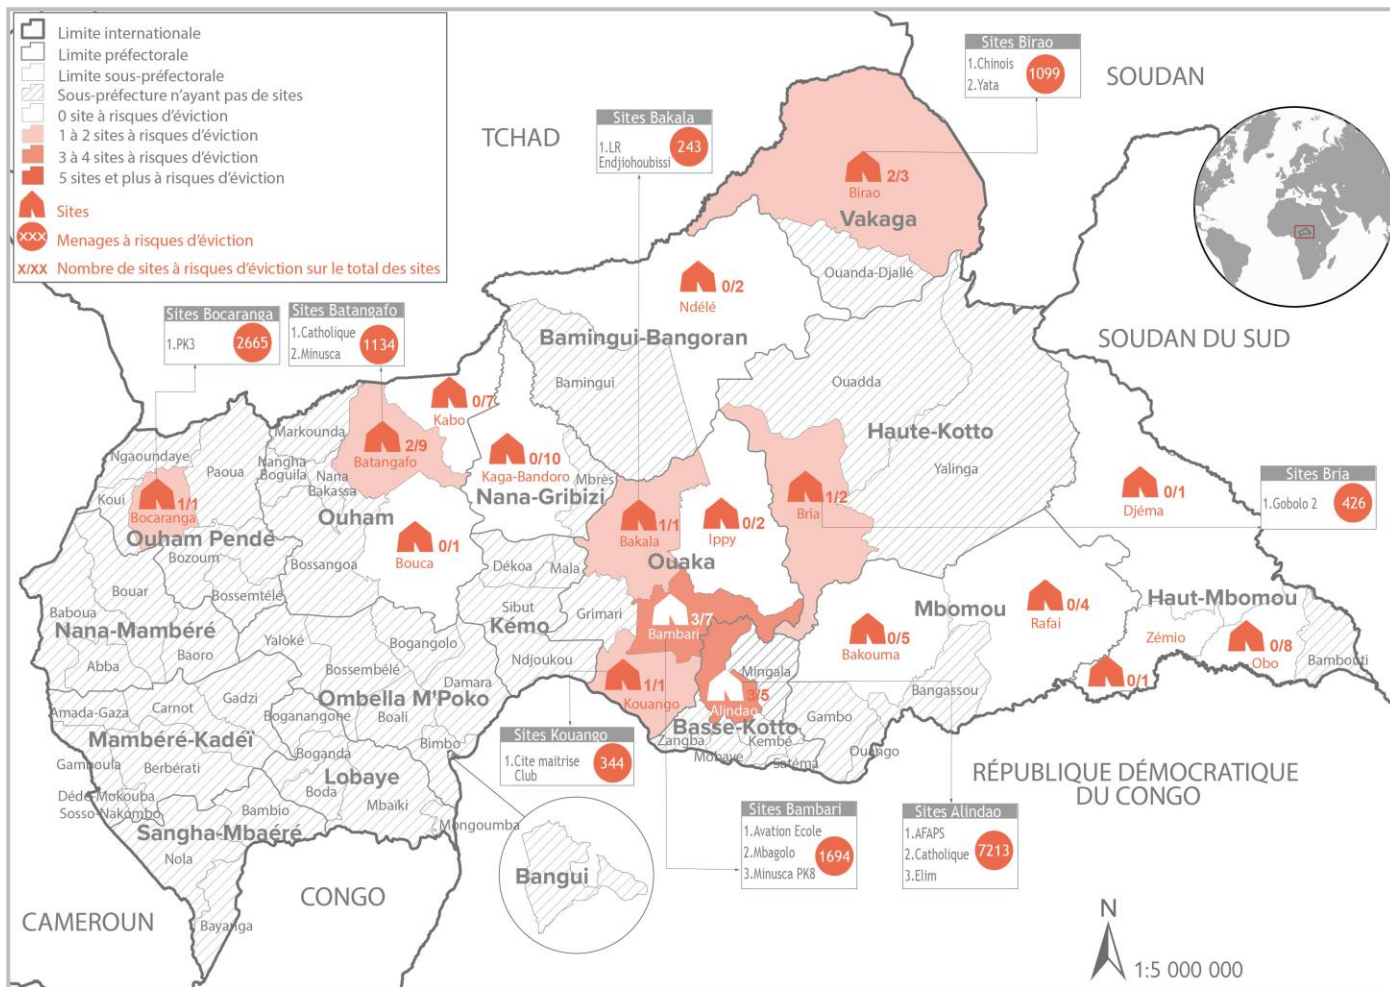 Limite internationale
Limite préfectorale
Limite sous-préfectorale
Sous-préfecture n'ayant pas de sites
0 site à risques d'éviction
1 à 2 sites à risques d'éviction
3 à 4 sites à risques d'éviction
5 sites et plus à risques d'éviction
Sites
XXX Menages à risques d'éviction
X/XX Nombre de sites à risques d'éviction sur le total des sites
Sites Birao
1.Chinois
2.Yata
1099
SOUDAN
TCHAD
Sites Bakala
1.LR
Endjiohoubissi
243
2/3
Birao
Vakaga
Ouanda-Djallé
0/2
Ndélé
Bamingui-Bangoran
Bamingui
SOUDAN DU SUD
Sites Bocaranga
1.PK3
2665
Sites Batangafo
1.Catholique
2.Minusca
1134
Ouadda
Haute-Kotto
Yalinga
0/7
Kabo
Markounda
2/9
Batangafo
Ngaoundaye
Paoua
Nangha
Boguila
Nana
Bakassa
0/10
Kaga-Bandoro
Mbrès
Nana-Gribizi
Koui
1/1
Bocaranga
Ouham Pendé
Ouham
Bozoum
Bossangoa
0/1
Bouca
1/1
Bakala
0/2
Ippy
Ouaka
1/2
Bria
0/1
Djéma
Sites Bria
1.Gobolo 2
426
Dékoa
Mala
Bouar
Bossemtélé
Baboua
Nana-Mambéré
Sibut
Kémo
Grimari
3/7
Bambari
Mbomou
0/5
Bakouma
0/4
Rafai
Haut-Mbomou
Zémio
0/8
Obo
Bambouti
0/1
Yaloké
Bogangolo
Baoro
Abba
Bossembélé
Ndjoukou
Damara
Ombella M'Poko
1/1
Kouango
Mingala
3/5
Alindao
Bangassou
Gadzi
Carnot
Amada-Gaza
Boganangone
Boali
Basse-Kotto
Gambo
Zangba
Kembé
Mobaye
Satéma
Ouango
Mambéré-Kadéï
Boganda
Bimbo
Gamboula
Berbérati
Lobaye
Boda
Mbaïki
Dédé-Mokouba
Sosso-Nakombo
Bambio
Mongoumba
Sangha-Mbaéré
Nola
Bayanga
Sites Kouango
1.Cite maitrise
Club
344
RÉPUBLIQUE DÉMOCRATIQUE
DU CONGO
Sites Bambari
1.Avation Ecole
2.Mbagolo
3.Minusca PK8
1694
Sites Alindao
1.AFAPS
2.Catholique
3.Elim
7213
Bangui
CONGO
CAMEROUN
N
1:5 000 000